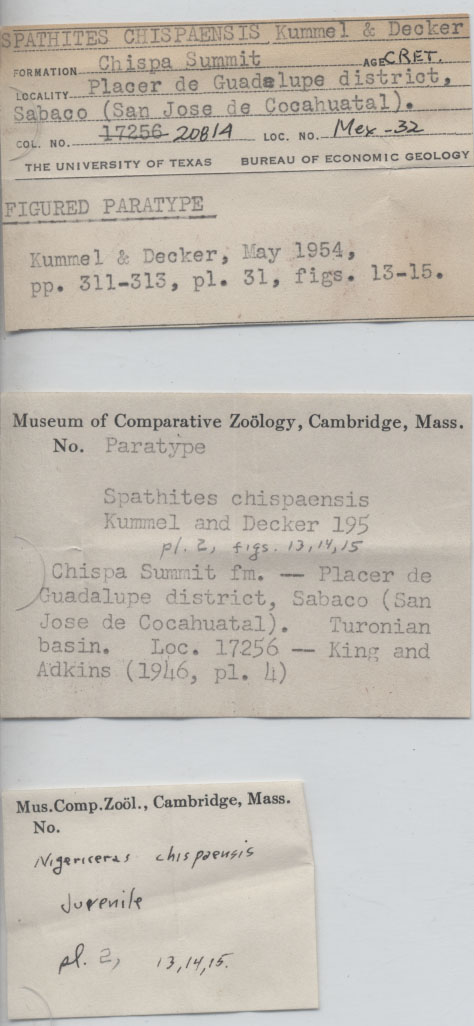 SPATHITES CHISPAENSIS Kummel & Decker
FORMATION Chispa Summit AGE CRET.
LOCALITY Placer de Guadalupe district,
Sabaco (San Jose de Cocahuatal).
COL. NO. 17256 20814 LOC. NO. Mex-32
THE UNIVERSITY OF TEXAS BUREAU OF ECONOMIC GEOLOGY
FIGURED PARATYPE
Kummel & Decker, May 1954,
pp. 311-313, pl. 31, figs. 13-15.
Museum of Comparative Zoölogy, Cambridge, Mass.
No. Paratype
Spathites chispaensis
Kummel and Decker 195
pl. 2, figs. 13,14,15
Chispa Summit fm. -- Placer de
Guadalupe district, Sabaco (San
Jose de Cocahuatal). Turonian
basin. Loc. 17256 -- King and
Adkins (1946, pl. 4)
Mus.Comp.Zoöl., Cambridge, Mass.
No.
Nigericeras chispaensis
Juvenile
pl. 2, 13,14,15.